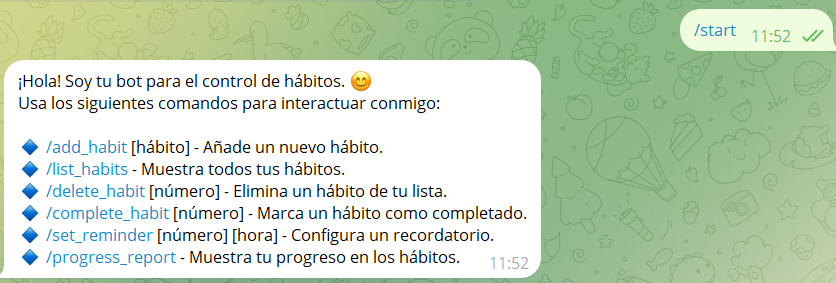 /start 11:52
¡Hola! Soy tu bot para el control de hábitos. 😊
Usa los siguientes comandos para interactuar conmigo:
🔹 /add_habit [hábito] - Añade un nuevo hábito.
🔹 /list_habits - Muestra todos tus hábitos.
🔹 /delete_habit [número] - Elimina un hábito de tu lista.
🔹 /complete_habit [número] - Marca un hábito como completado.
🔹 /set_reminder [número] [hora] - Configura un recordatorio.
🔹 /progress_report - Muestra tu progreso en los hábitos. 11:52